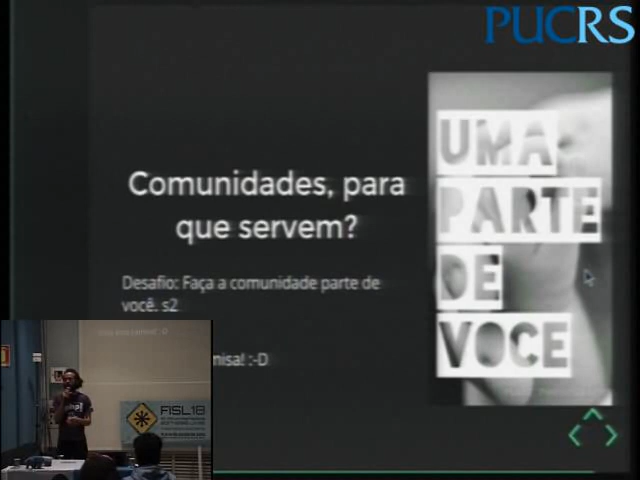 PUCRS
Comunidades, para
que servem?
Desafio: Faça a comunidade parte de
você. s2
misa! :-D
UMA
PARTE
DE
VOCE
FISL18